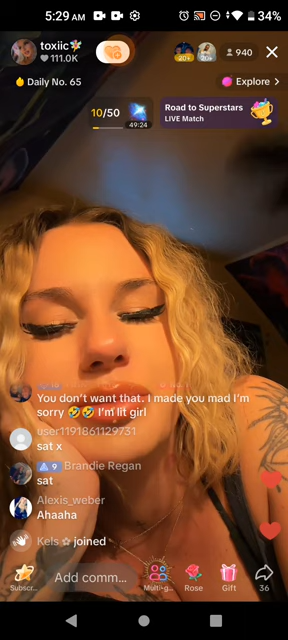 5:29 AM
34%
toxiic
111.0K
20+
20+
940
Daily No. 65
Explore >
10/50
49:24
Road to Superstars
LIVE Match
You don't want that. I made you mad I'm
sorry 🤣🤣 I'm lit girl
user1191861129731
sat x
9 Brandie Regan
sat
Alexis_weber
Ahaaha
Kels joined
Subscr...
Add comm...
Multi-g...
Rose
Gift
36